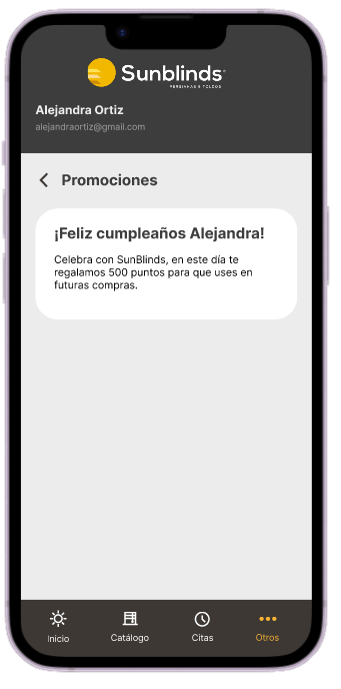 Sunblinds
PERSIANAS & TOLDOS
Alejandra Ortiz
alejandraortiz@gmail.com
Promociones
¡Feliz cumpleaños Alejandra!
Celebra con SunBlinds, en este día te
regalamos 500 puntos para que uses en
futuras compras.
Inicio
Catálogo
Citas
Otros